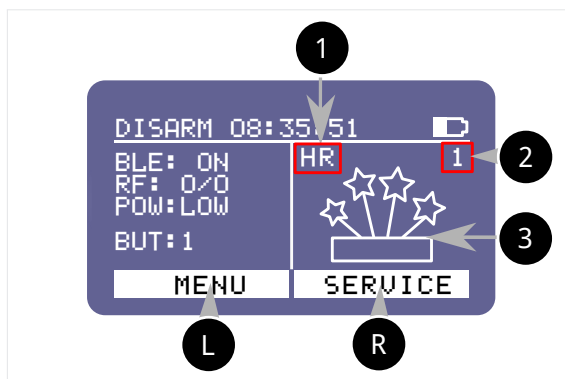 1
DISARM 08:35:51
BLE: ON
RF: 0/0
POW:LOW
BUT:1
HR
1
2
3
MENU
SERVICE
L
R